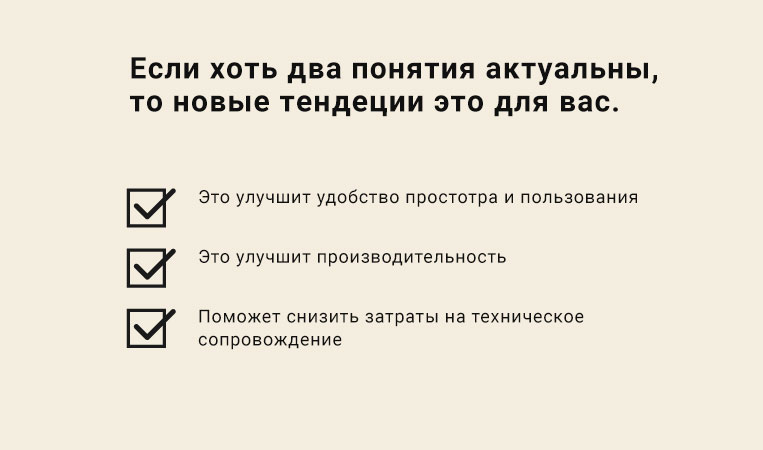 Если хоть два понятия актуальны,
то новые тендеции это для вас.
Это улучшит удобство простотра и пользования
Это улучшит производительность
Поможет снизить затраты на техническое
сопровождение